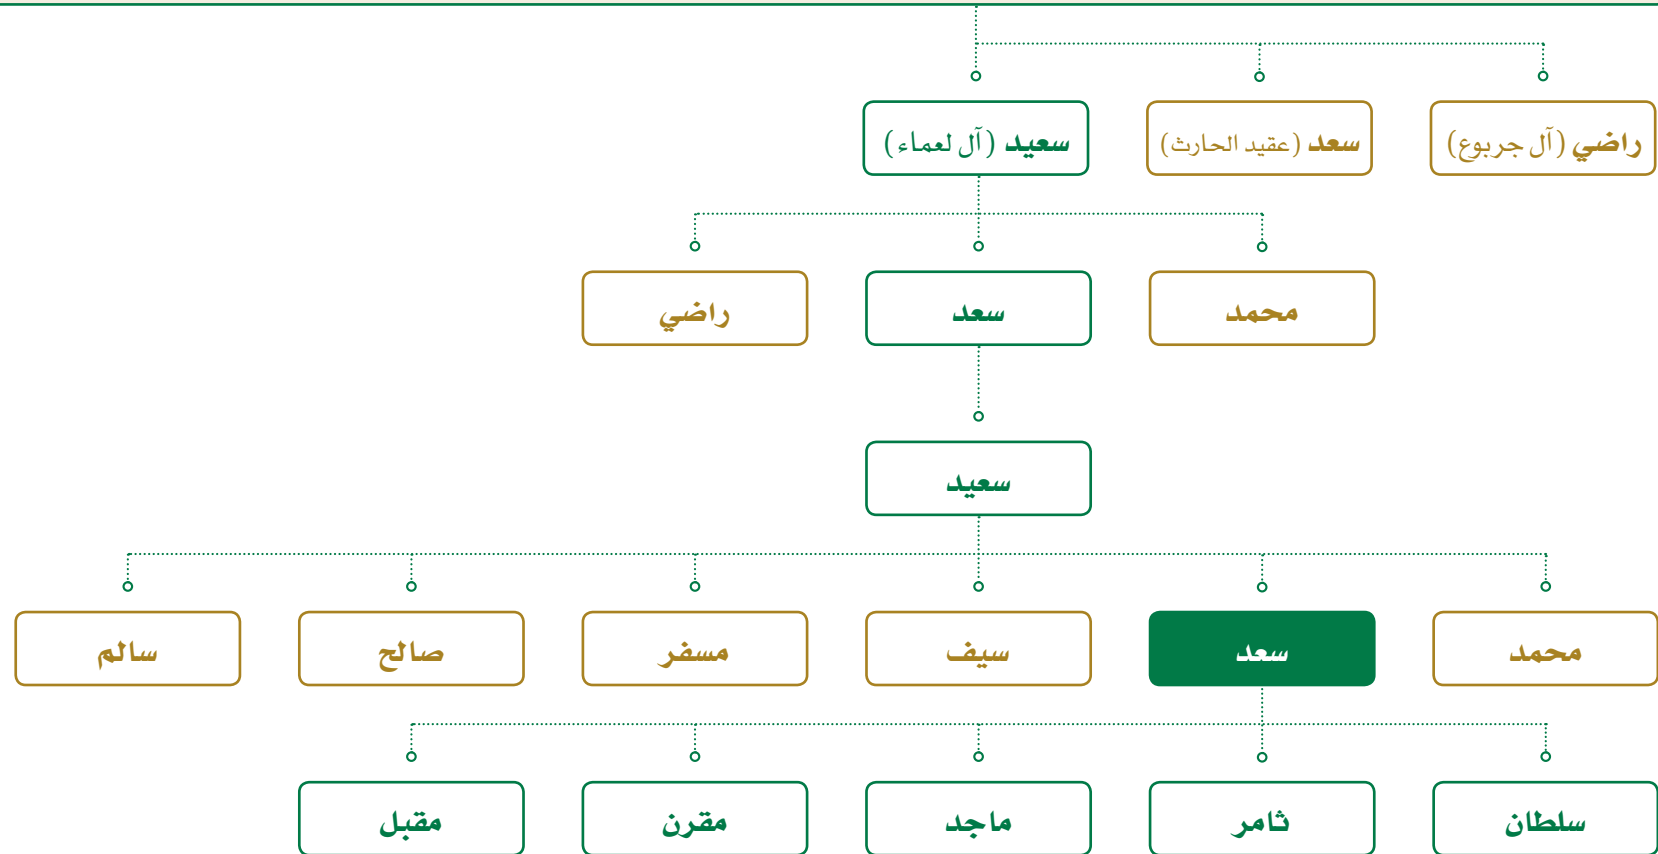 راضي (آل جربوع)
سعد (عقيد الحارث)
سعيد (آل لعماء)
محمد
سعد
راضي
سعيد
محمد
سعد
سيف
مسفر
صالح
سالم
سلطان
ثامر
ماجد
مقرن
مقبل